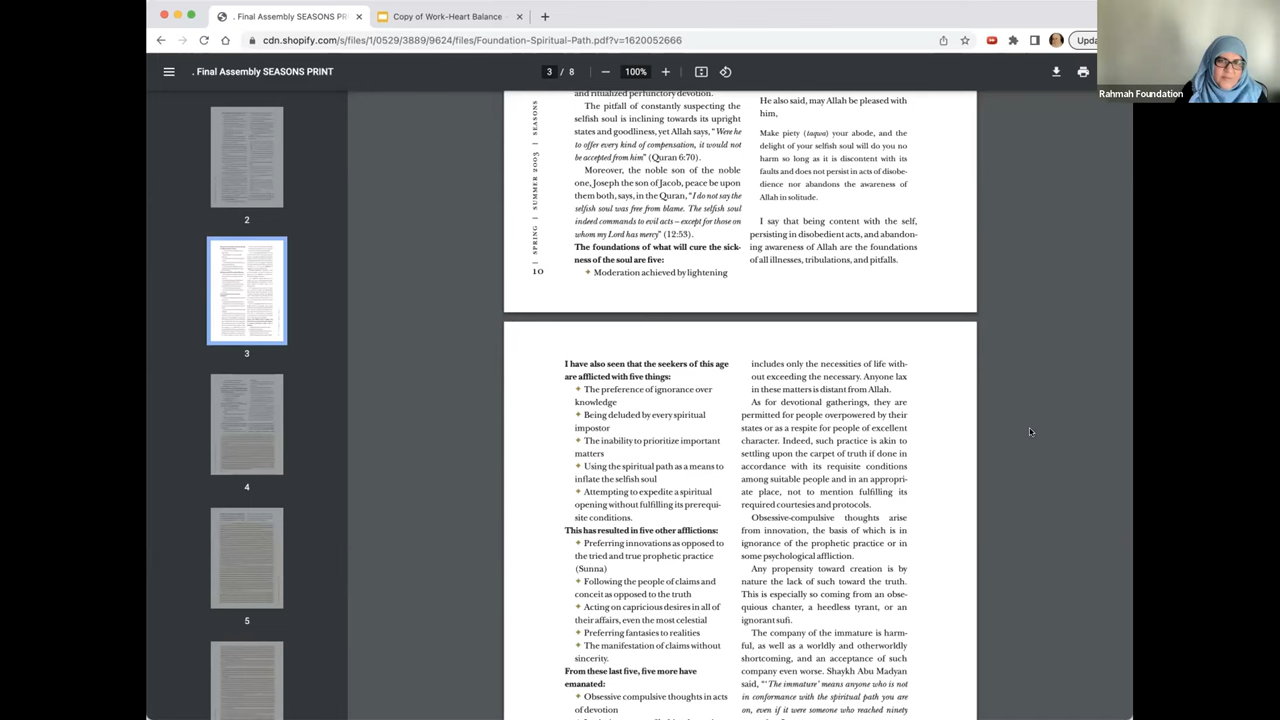 . Final Assembly SEASONS PRI
Copy of Work-Heart Balance
cdn.shopify.com/s/files/1/0529/3889/9624/files/Foundation-Spiritual-Path.pdf?v=1620052666
Upda
Rahmah Foundation
. Final Assembly SEASONS PRINT
3 / 8
100%
2
3
4
5
| SPRING | SUMMER 2003 | SEASONS
10
and ritualized perfunctory devotion.
The pitfall of constantly suspecting the
selfish soul is inclining towards its upright
states and goodliness, yet Allah says, “Were he
to offer every kind of compensation, it would not
be accepted from him” (Quran 6:70).
Moreover, the noble son of the noble
one, Joseph the son of Jacob, peace be upon
them both, says, in the Quran, “I do not say the
selfish soul was free from blame. The selfish soul
indeed commands to evil acts – except for those on
whom my Lord has mercy” (12:53).
The foundations of what will cure the sick-
ness of the soul are five:
✦ Moderation achieved by lightening
He also said, may Allah be pleased with
him,
Make piety (taqwa) your abode, and the
delight of your selfish soul will do you no
harm so long as it is discontent with its
faults and does not persist in acts of disobe-
dience nor abandons the awareness of
Allah in solitude.
I say that being content with the self,
persisting in disobedient acts, and abandon-
ing awareness of Allah are the foundations
of all illnesses, tribulations, and pitfalls.
I have also seen that the seekers of this age
are afflicted with five things:
✦ The preference of ignorance over
knowledge
✦ Being deluded by every spiritual
impostor
✦ The inability to prioritize important
matters
✦ Using the spiritual path as a means to
inflate the selfish soul
✦ Attempting to expedite a spiritual
opening without fulfilling its prerequi-
site conditions.
This has resulted in five other afflictions:
✦ Preferring innovations as opposed to
the tried and true prophetic practice
(Sunna)
✦ Following the people of claims and
conceit as opposed to the truth
✦ Acting on capricious desires in all of
their affairs, even the most celestial
✦ Preferring fantasies to realities
✦ The manifestation of claims without
sincerity.
From these last five, five more have
emanated:
✦ Obsessive compulsive thoughts in acts
of devotion
includes only the necessities of life with-
out exceeding the necessary. Anyone lax
in these matters is distant from Allah.
As for devotional gatherings, they are
permitted for people overpowered by their
states or as a respite for people of excellent
character. Indeed, such practice is akin to
settling upon the carpet of truth if done in
accordance with its requisite conditions
among suitable people and in an appropri-
ate place, not to mention fulfilling its
required courtesies and protocols.
Obsessive-compulsive thoughts arise
from innovation, the basis of which is in
ignorance of the prophetic practice or in
some psychological affliction.
Any propensity toward creation is by
nature the lack of such toward the truth.
This is especially so coming from an obse-
quious chanter, a heedless tyrant, or an
ignorant sufi.
The company of the immature is harm-
ful, as well as a worldly and otherworldly
shortcoming, and an acceptance of such
company even worse. Shaykh Abu Madyan
said, “‘The immature’ means anyone who is not
in conformance with the spiritual path you are
on, even if it were someone who reached ninety